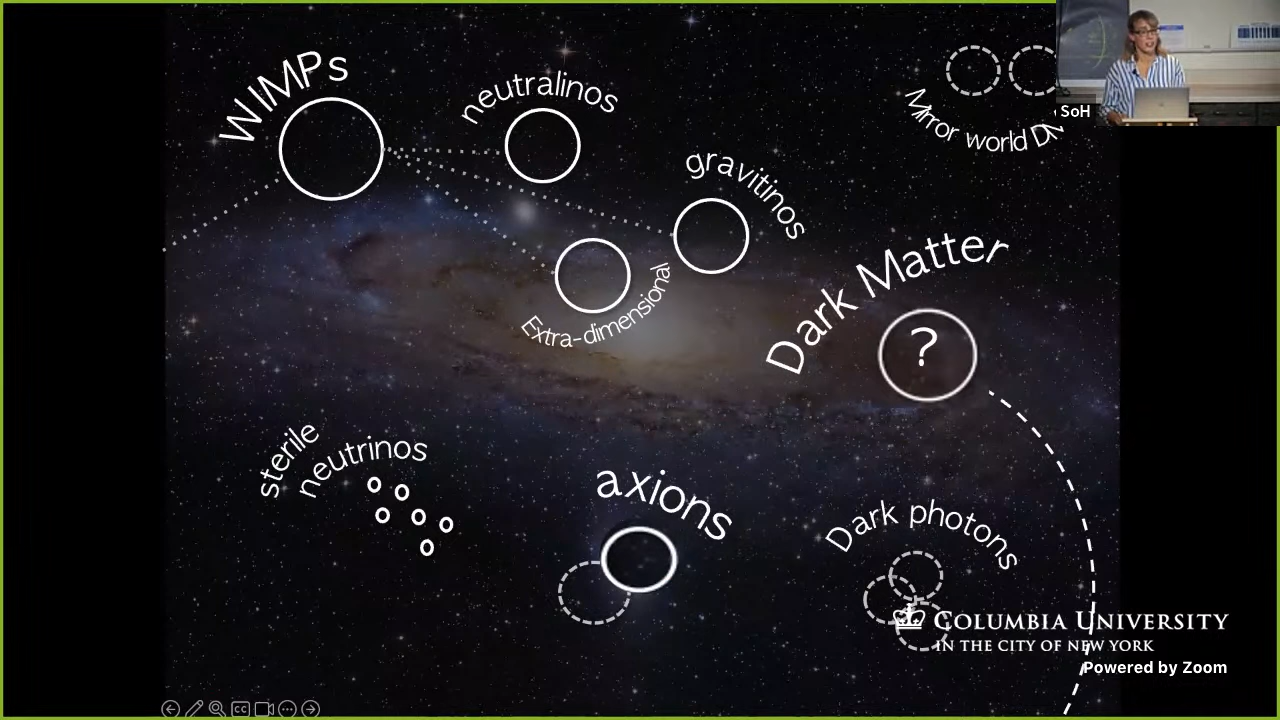 WIMPs
neutralinos
SoH
Mirror world
gravitinos
Extra-dimensional
Dark Matter
?
sterile
neutrinos
axions
Dark photons
COLUMBIA UNIVERSITY
IN THE CITY OF NEW YORK
Powered by Zoom
CC